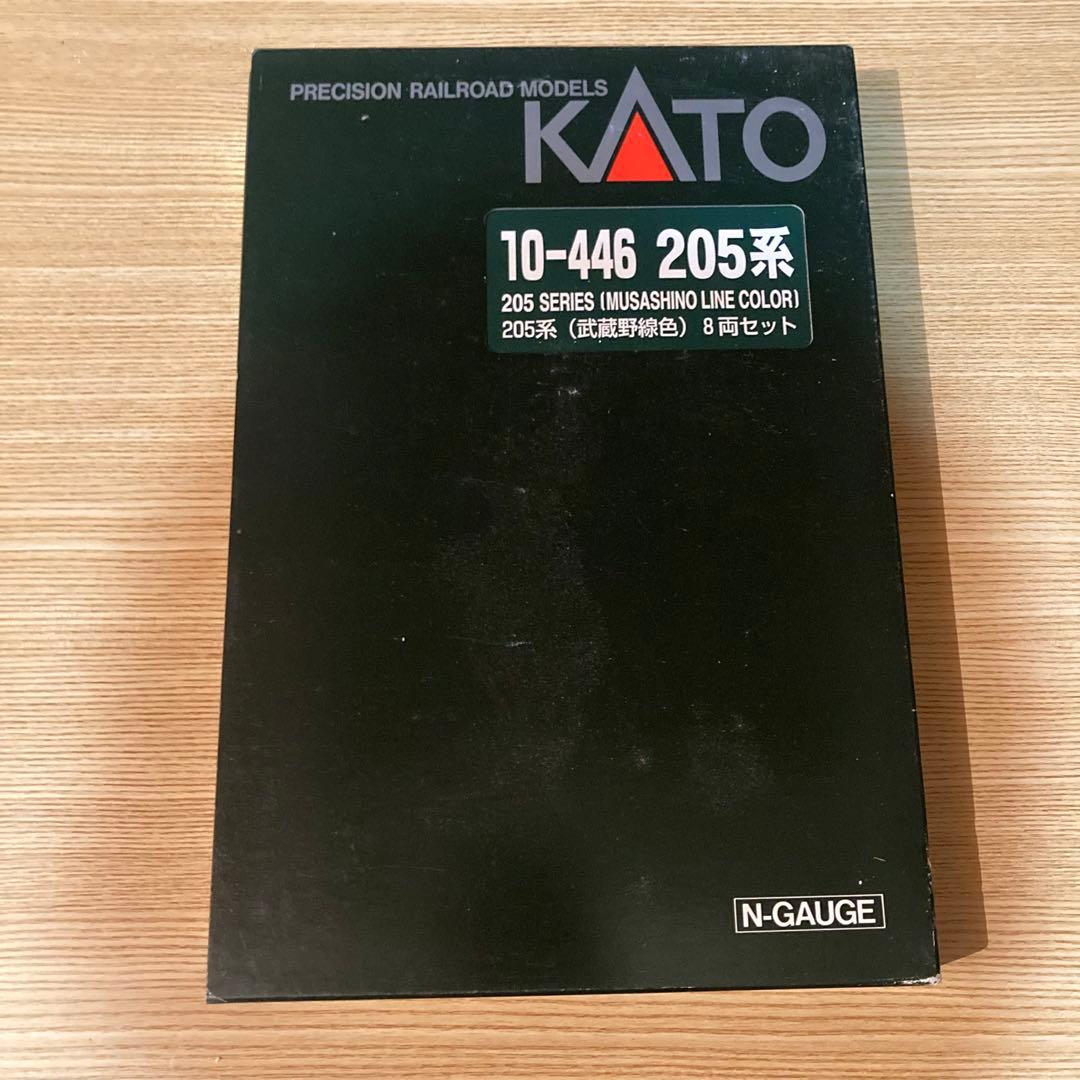 PRECISION RAILROAD MODELS
KATO
10-446 205系
205 SERIES (MUSASHINO LINE COLOR)
205系（武蔵野線色）8両セット
N-GAUGE